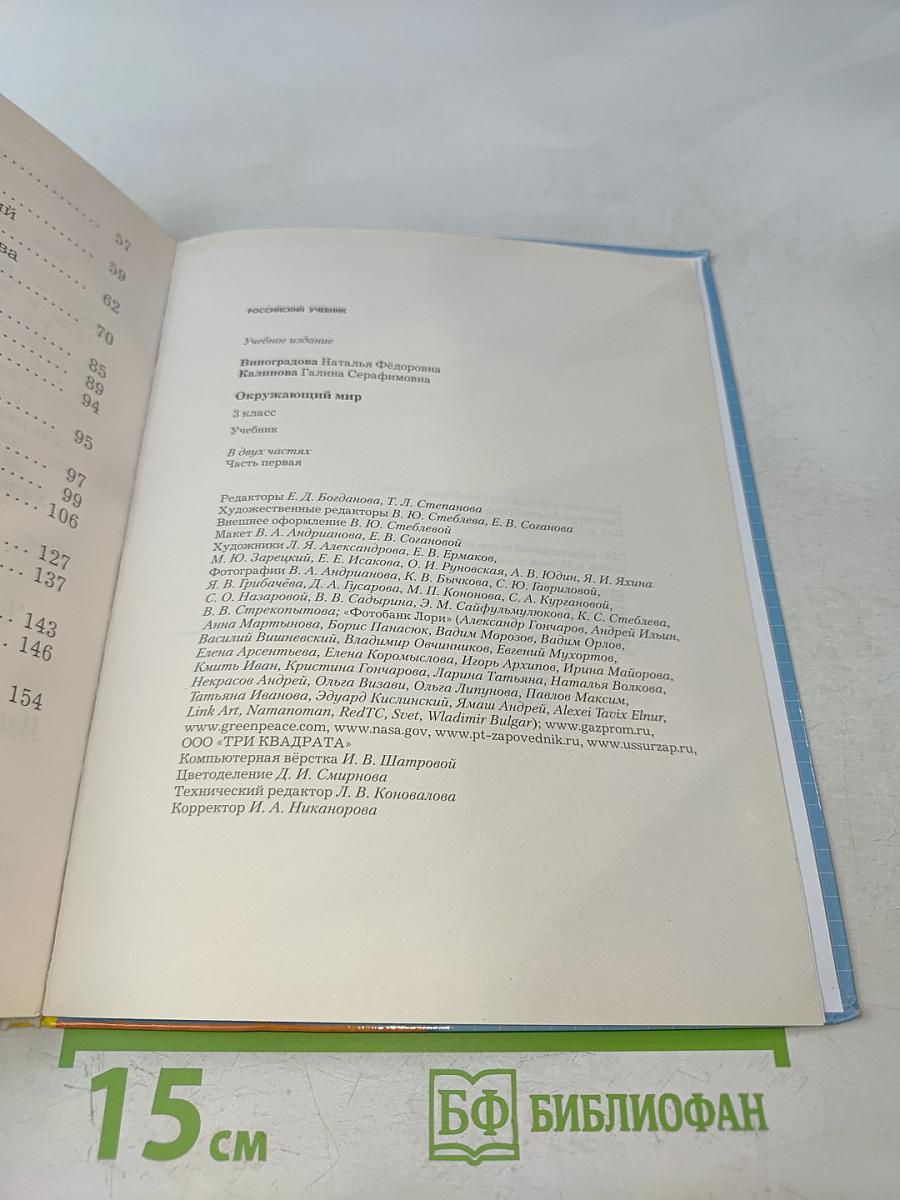 ый
ва
57
59
62
70
85
89
94
95
97
99
106
127
137
143
146
154
РОССИЙСКИЙ УЧЕБНИК
Учебное издание
Виноградова Наталья Фёдоровна
Калинова Галина Серафимовна
Окружающий мир
3 класс
Учебник
В двух частях
Часть первая
Редакторы Е. Д. Богданова, Т. Л. Степанова
Художественные редакторы В. Ю. Стеблева, Е. В. Соганова
Внешнее оформление В. Ю. Стеблевой
Макет В. А. Андрианова, Е. В. Согановой
Художники Л. Я. Александрова, Е. В. Ермаков,
М. Ю. Зарецкий, Е. Е. Исакова, О. И. Руновская, А. В. Юдин, Я. И. Яхина
Фотографии В. А. Андрианова, К. В. Бычкова, С. Ю. Гавриловой,
Я. В. Грибачёва, Д. А. Гусарова, М. П. Кононова, С. А. Кургановой,
С. О. Назаровой, В. В. Садырина, Э. М. Сайфульмулюкова, К. С. Стеблева,
В. В. Стрекопытова; «Фотобанк Лори» (Александр Гончаров, Андрей Ильин,
Анна Мартынова, Борис Панасюк, Вадим Морозов, Вадим Орлов,
Василий Вишневский, Владимир Овчинников, Евгений Мухортов,
Елена Арсентьева, Елена Коромыслова, Игорь Архипов, Ирина Майорова,
Кмить Иван, Кристина Гончарова, Ларина Татьяна, Наталья Волкова,
Некрасов Андрей, Ольга Визави, Ольга Липунова, Павлов Максим,
Татьяна Иванова, Эдуард Кислинский, Ямаш Андрей, Alexei Tavix Elnur,
Link Art, Namanoman, RedTC, Svet, Wladimir Bulgar); www.gazprom.ru,
www.greenpeace.com, www.nasa.gov, www.pt-zapovednik.ru, www.ussurzap.ru,
ООО «ТРИ КВАДРАТА»
Компьютерная вёрстка И. В. Шатровой
Цветоделение Д. И. Смирнова
Технический редактор Л. В. Коновалова
Корректор И. А. Никанорова
15 см
БФ БИБЛИОФАН